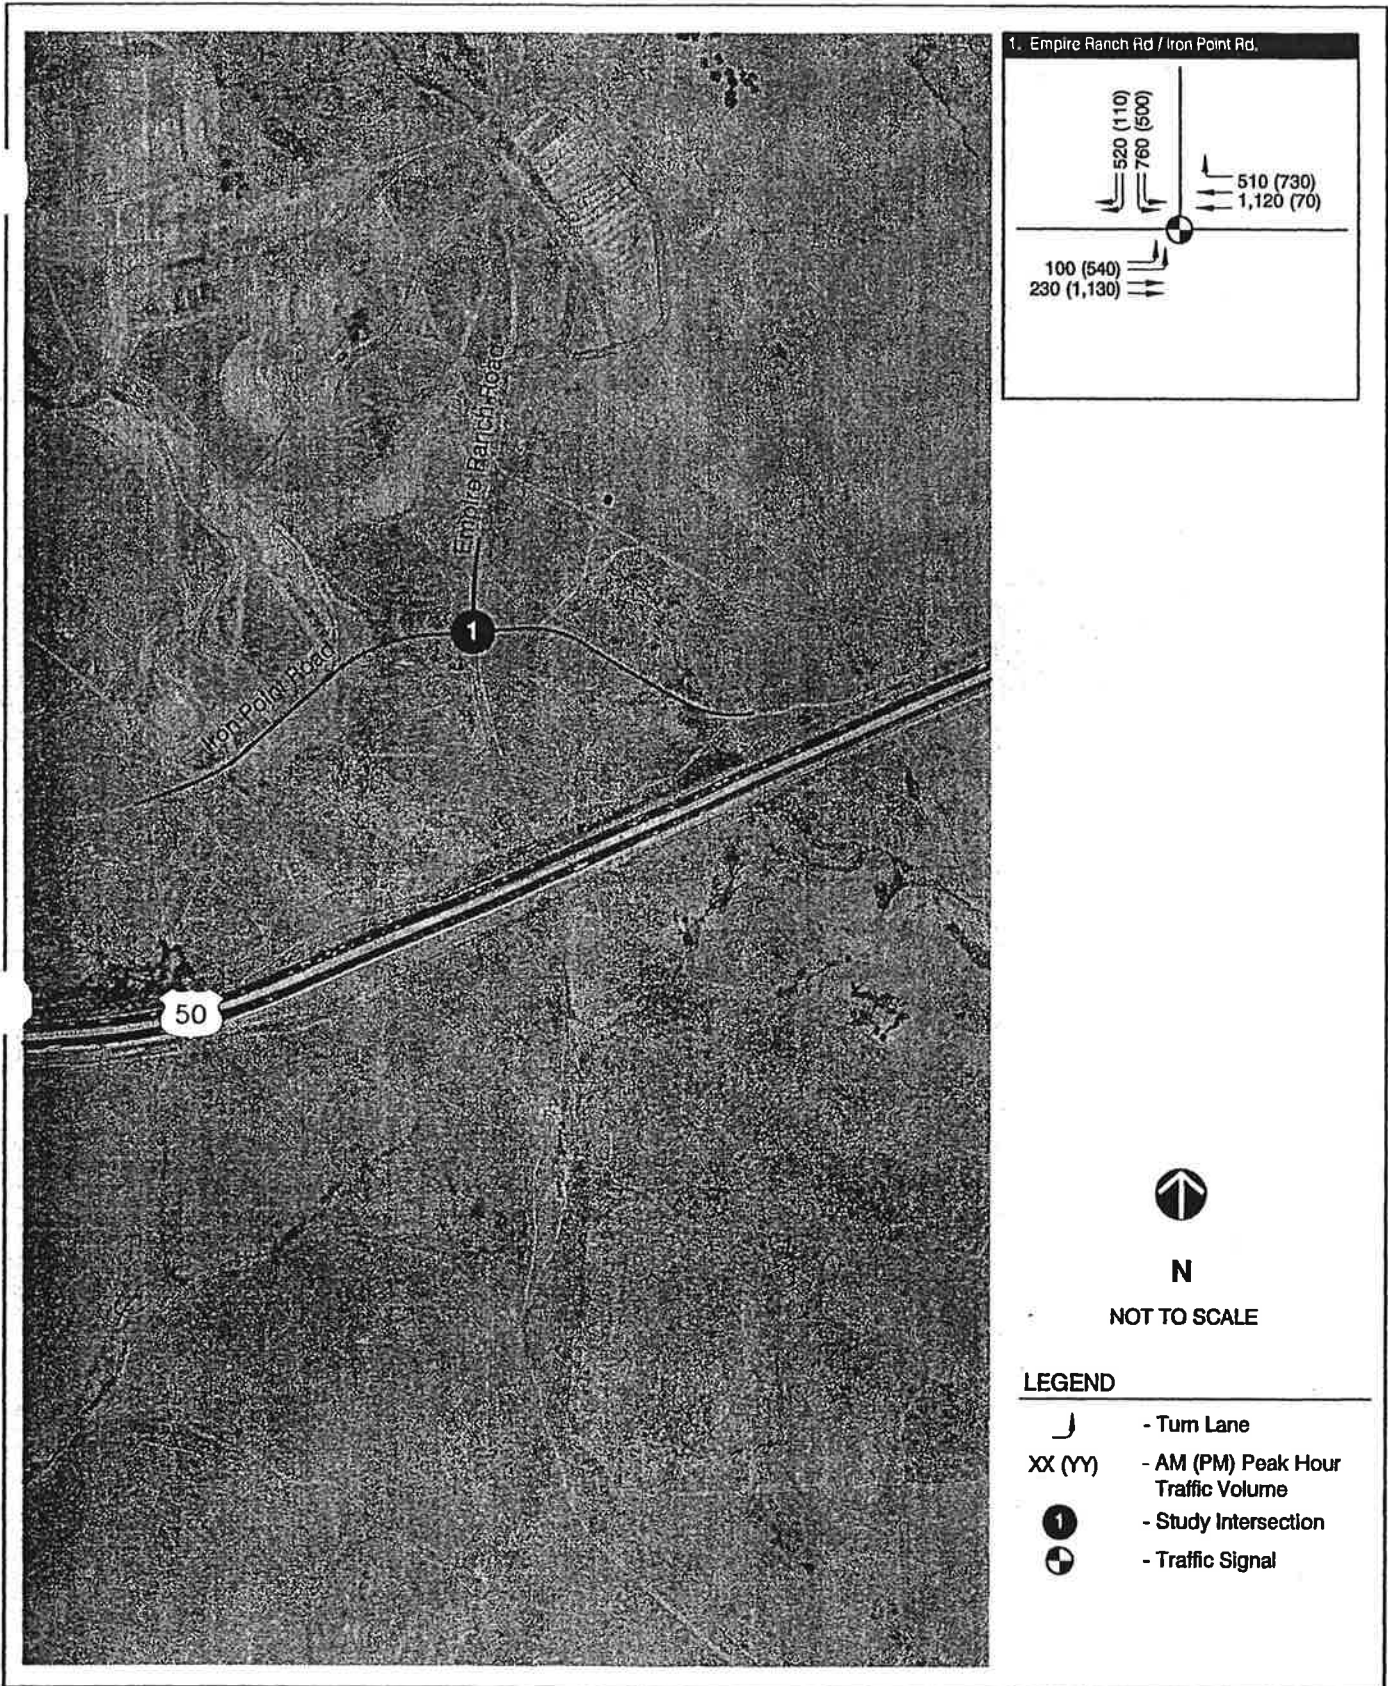 1. Empire Ranch Rd / Iron Point Rd.
520 (110)
760 (500)
510 (730)
1,120 (70)
100 (540)
230 (1,130)
Empire Ranch Road
1
Iron Point Road
50
N
NOT TO SCALE
LEGEND
- Turn Lane
XX (YY) - AM (PM) Peak Hour
Traffic Volume
1 - Study Intersection
- Traffic Signal